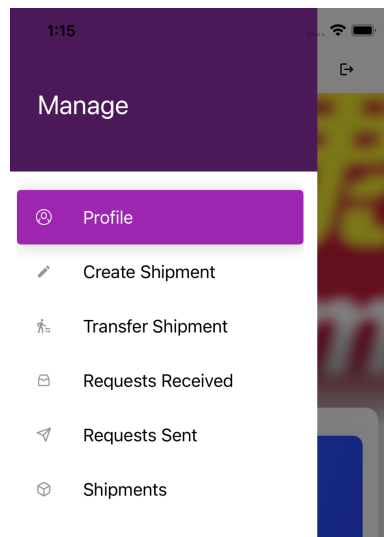 1:15
Manage
Profile
Create Shipment
Transfer Shipment
Requests Received
Requests Sent
Shipments